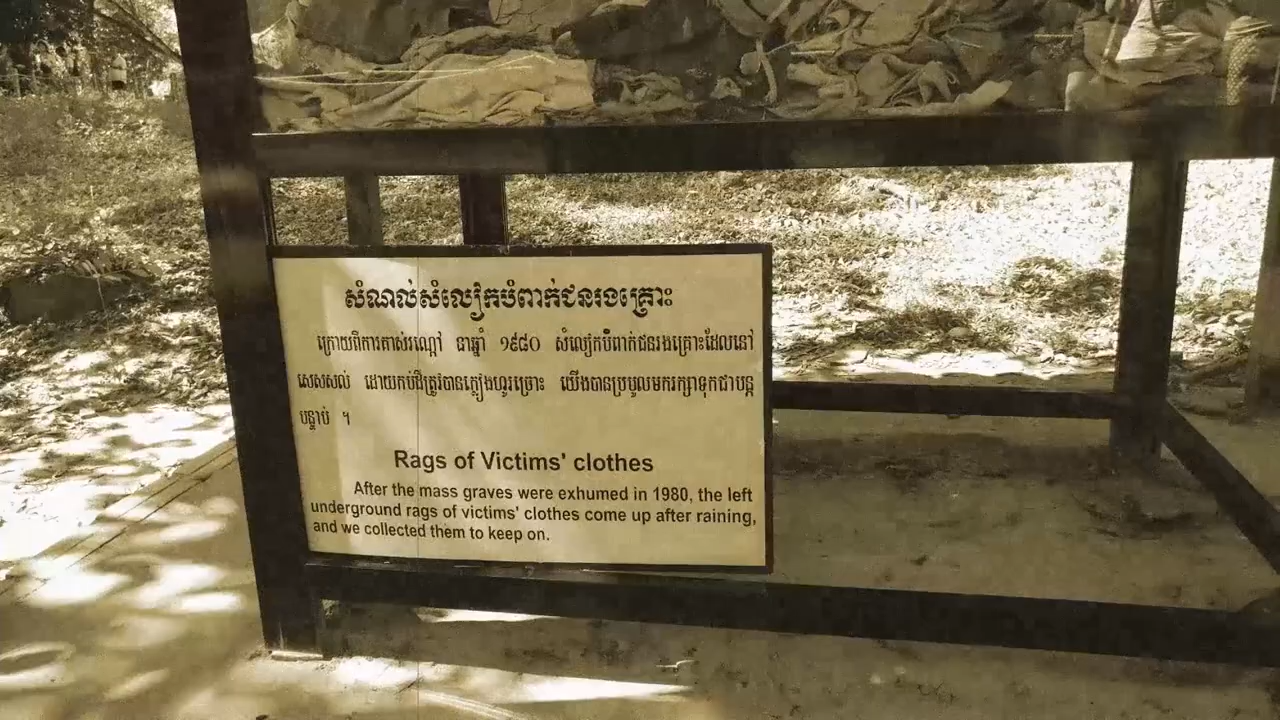 សំណល់សំលៀកបំពាក់ជនរងគ្រោះ
ក្រោយពីការគាស់រណ្តៅ នាឆ្នាំ ១៩៨០ សំលៀកបំពាក់ជនរងគ្រោះដែលនៅ
សេសសល់ ដោយកប់ដីត្រូវបានភ្លៀងហូរច្រោះ យើងបានប្រមូលមករក្សាទុកជាបន្ត
បន្ទាប់ ។
Rags of Victims' clothes
After the mass graves were exhumed in 1980, the left
underground rags of victims' clothes come up after raining,
and we collected them to keep on.